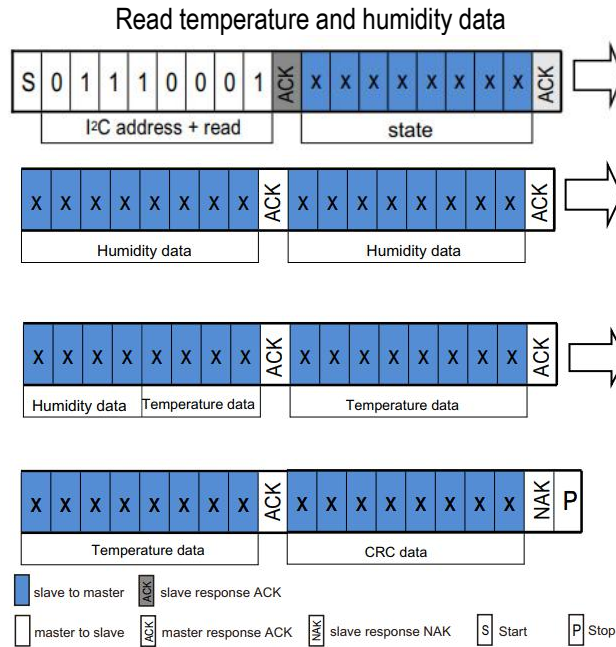 Read temperature and humidity data
S 0 1 1 1 0 0 0 1 ACK X X X X X X X X ACK
I²C address + read state
X X X X X X X X ACK X X X X X X X X ACK
Humidity data Humidity data
X X X X X X X X ACK X X X X X X X X ACK
Humidity data Temperature data Temperature data
X X X X X X X X ACK X X X X X X X X NAK P
Temperature data CRC data
slave to master ACK slave response ACK
master to slave ACK master response ACK NAK slave response NAK S Start P Stop